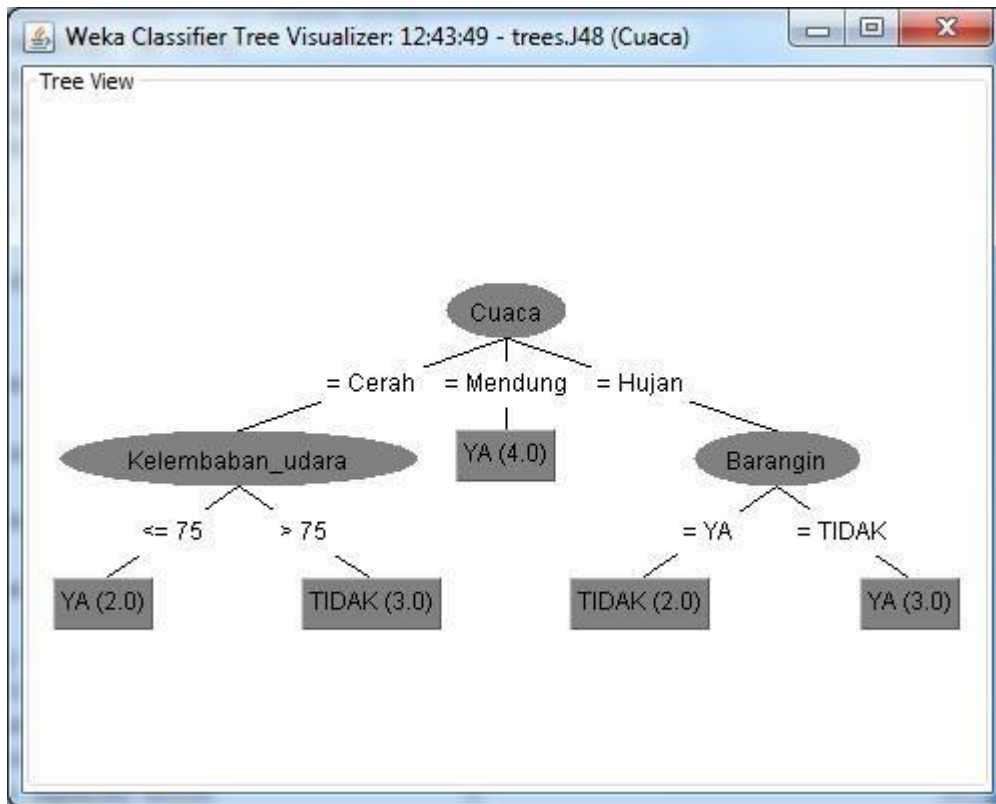 Weka Classifier Tree Visualizer: 12:43:49 - trees.J48 (Cuaca)
Tree View
Cuaca
= Cerah = Mendung = Hujan
Kelembaban_udara YA (4.0) Barangin
<= 75 > 75 = YA = TIDAK
YA (2.0) TIDAK (3.0) TIDAK (2.0) YA (3.0)